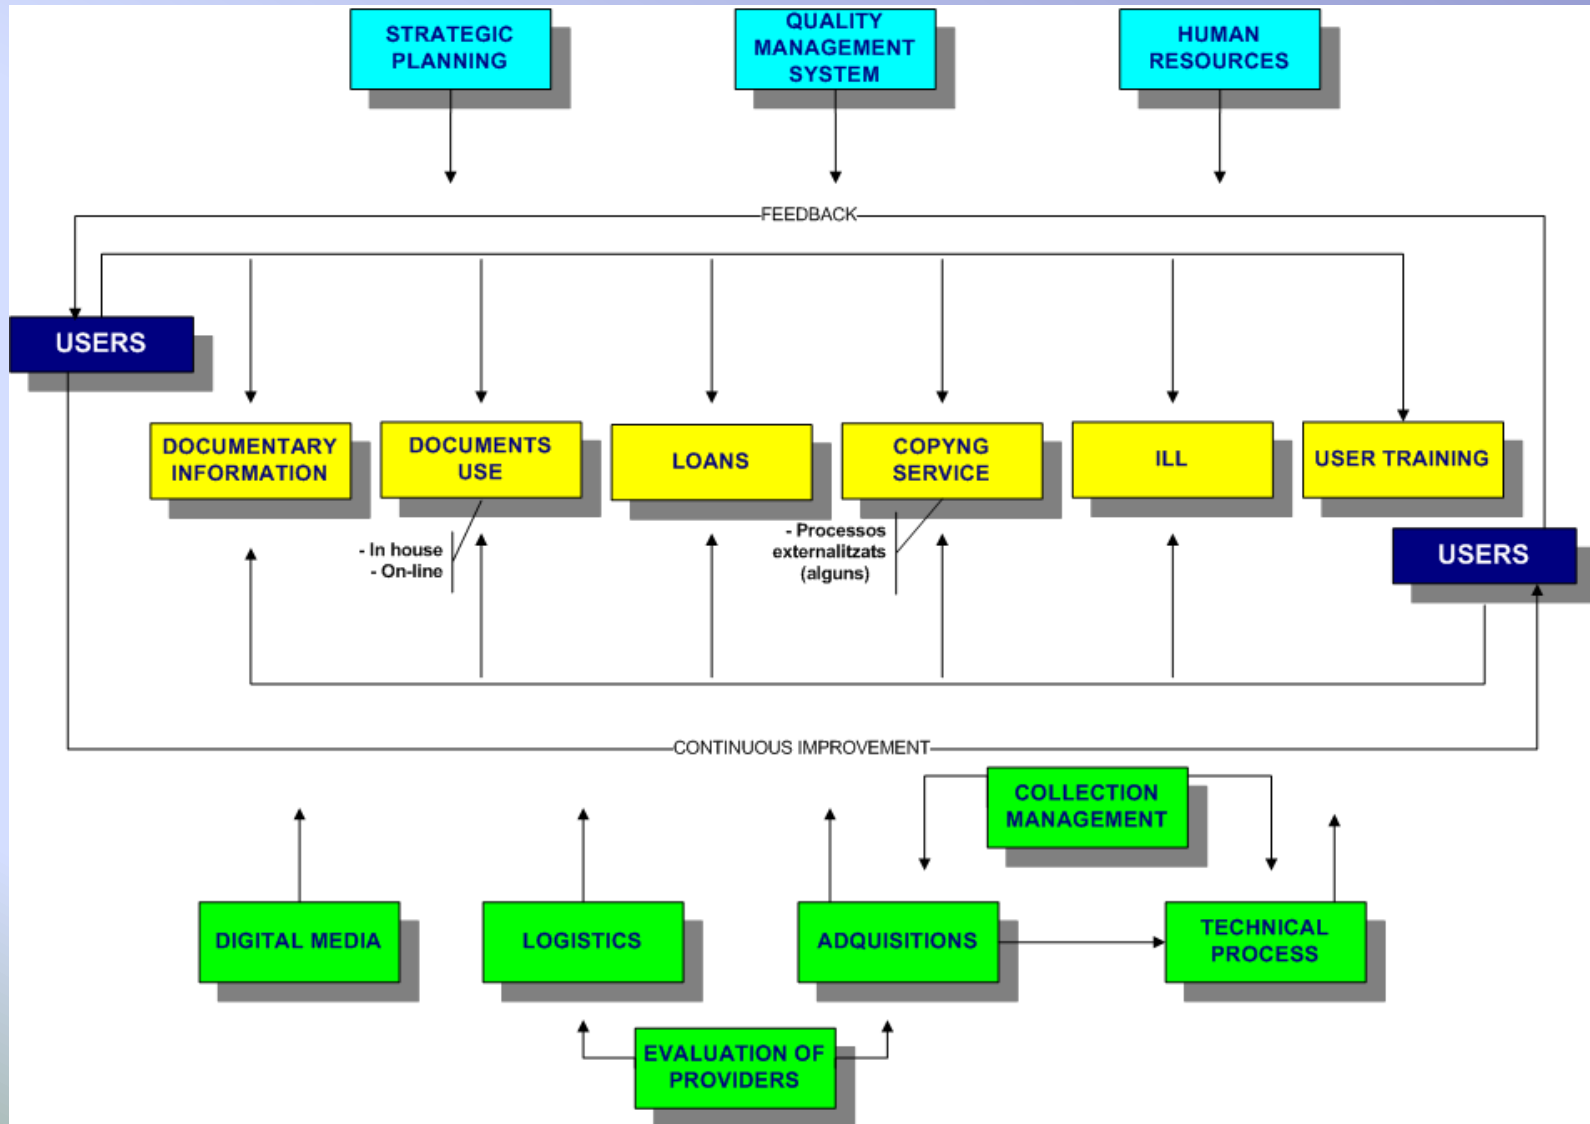 STRATEGIC
PLANNING
QUALITY
MANAGEMENT
SYSTEM
HUMAN
RESOURCES
FEEDBACK
USERS
DOCUMENTARY
INFORMATION
DOCUMENTS
USE
LOANS
COPYNG
SERVICE
ILL
USER TRAINING
- In house
- On-line
- Processos
externalitzats
(alguns)
USERS
CONTINUOUS IMPROVEMENT
COLLECTION
MANAGEMENT
DIGITAL MEDIA
LOGISTICS
ADQUISITIONS
TECHNICAL
PROCESS
EVALUATION OF
PROVIDERS